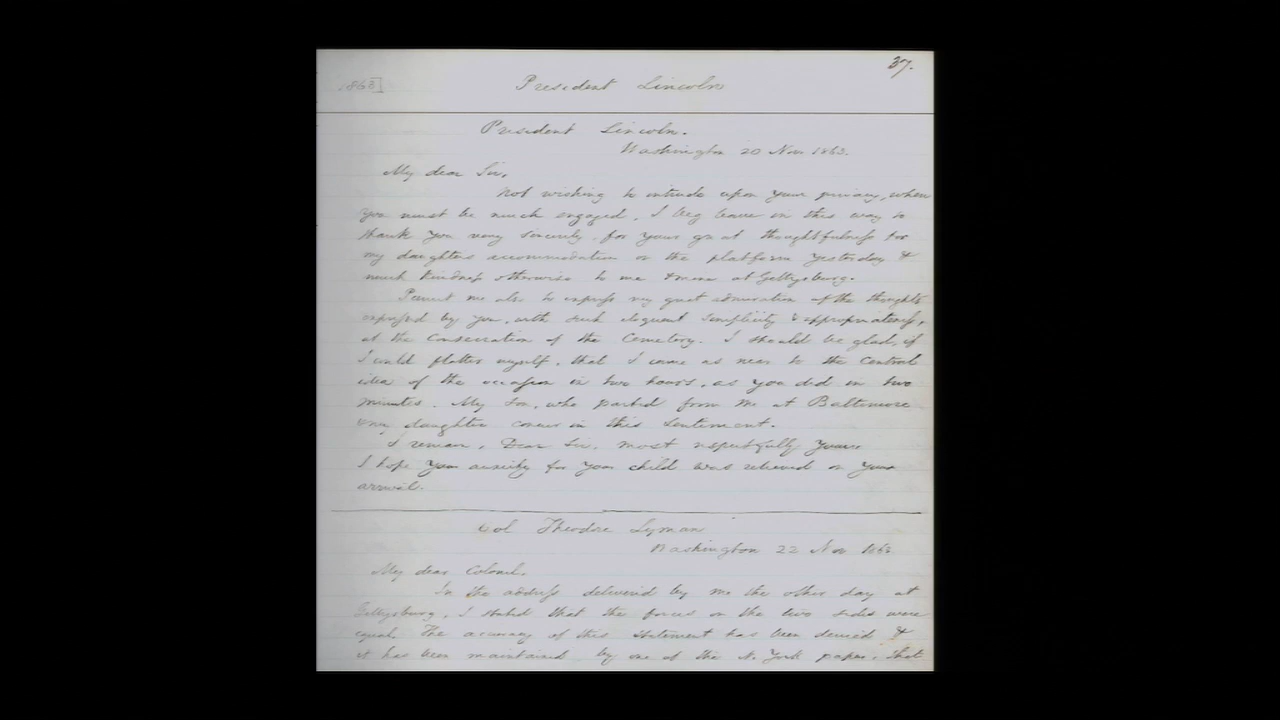 37.
1863]
President Lincoln
President Lincoln.
Washington 20 Nov 1863.
My dear Sir,
Not wishing to intrude upon your privacy, when
you must be much engaged, I beg leave in this way to
thank you very sincerely, for your great thoughtfulness for
my daughters accommodation on the platform yesterday &
much kindness otherwise to me & mine at Gettysburg.
Permit me also to express my great admiration of the thoughts
expressed by you, with such eloquent simplicity & appropriateness,
at the Consecration of the Cemetery. I should be glad, if
I could flatter myself, that I came as near to the Central
idea of the occasion in two hours, as you did in two
minutes. My Son, who parted from me at Baltimore
& my daughter concur in this Sentiment.
I remain, Dear Sir, most respectfully Yours.
I hope your anxiety for your child was relieved on your
arrival.
Col Theodore Lyman
Washington 22 Nov 1863
My dear Colonel,
In the address delivered by me the other day at
Gettysburg, I stated that the forces on the two sides were
equal. The accuracy of this statement has been denied &
it has been maintained by one of the N. York papers, that